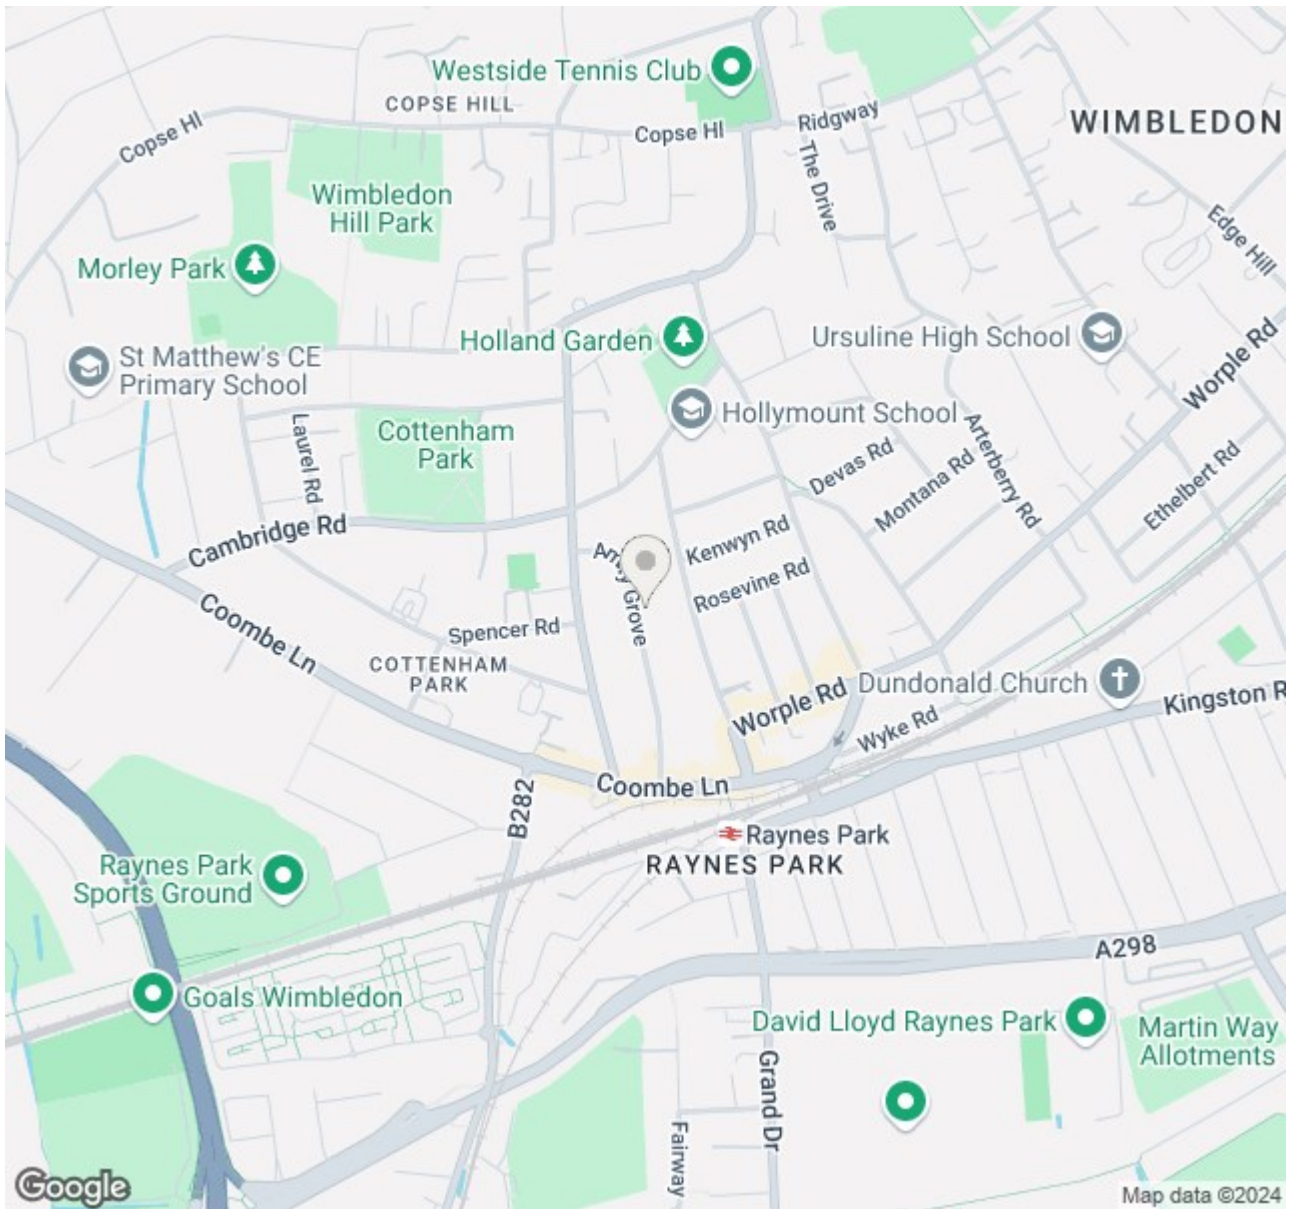 Westside Tennis Club
COPSE HILL
Copse Hl
Copse Hl
Ridgway
WIMBLEDON
The Drive
Wimbledon
Hill Park
Edge Hill
Morley Park
Holland Garden
Ursuline High School
Worple Rd
St Matthew's CE
Primary School
Hollymount School
Laurel Rd
Cottenham
Park
Arterberry Rd
Devas Rd
Montana Rd
Ethelbert Rd
Cambridge Rd
Kenwyn Rd
Grove
Rosevine Rd
Coombe Ln
Spencer Rd
COTTENHAM
PARK
Worple Rd
Dundonald Church
Kingston R
Wyke Rd
Coombe Ln
B282
Raynes Park
RAYNES PARK
Raynes Park
Sports Ground
A298
Goals Wimbledon
David Lloyd Raynes Park
Martin Way
Allotments
Grand Dr
Fairway
Google
Map data ©2024